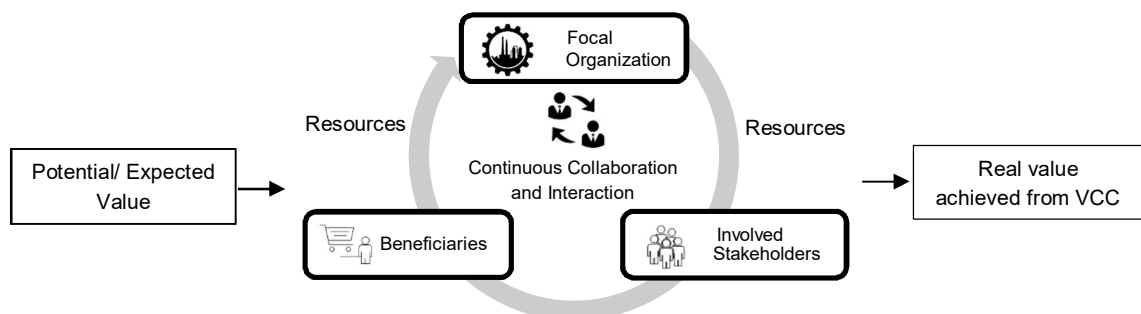 Focal
Organization
Resources
Resources
Continuous Collaboration
and Interaction
Potential/ Expected
Value
Real value
achieved from VCC
Beneficiaries
Involved
Stakeholders